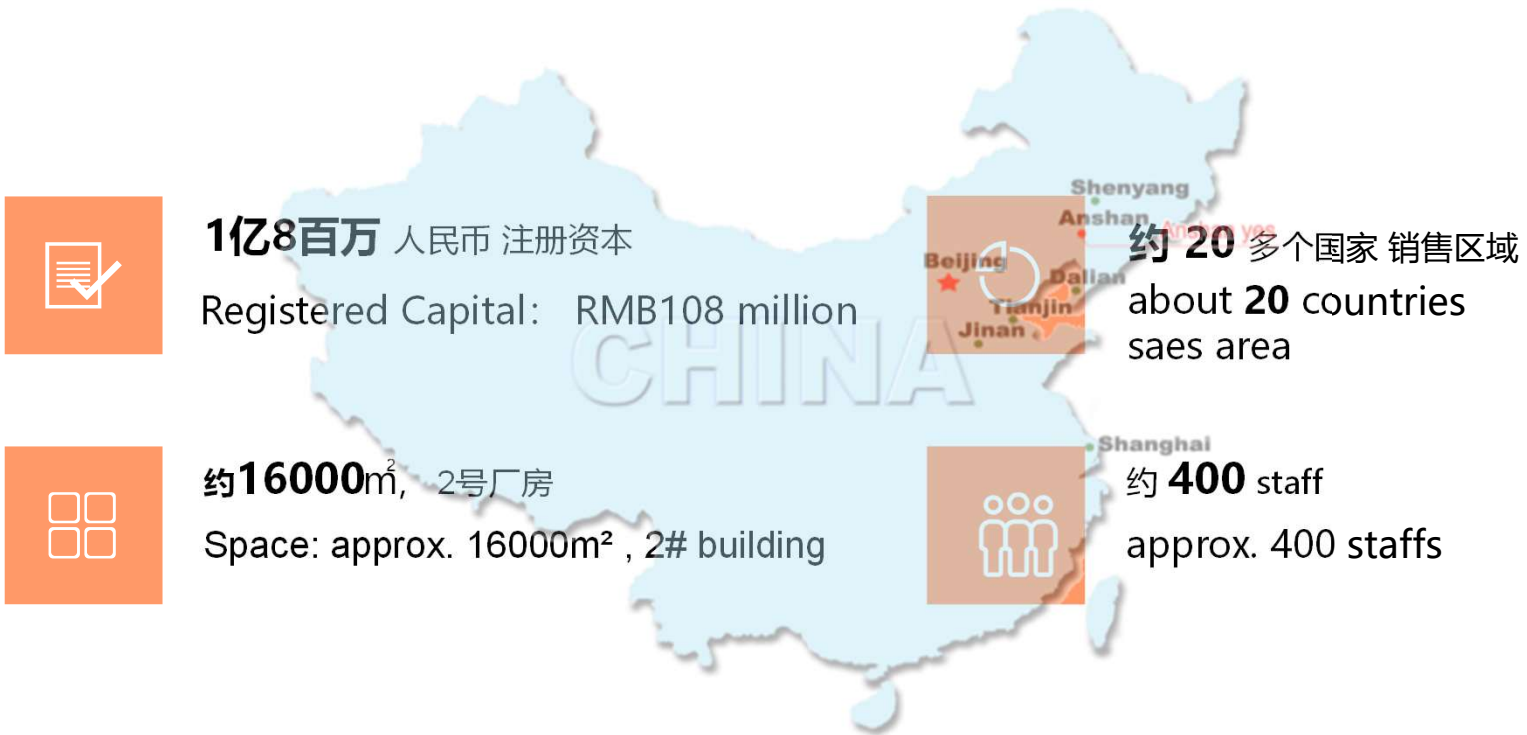 1亿8百万 人民币 注册资本
Registered Capital： RMB108 million
约16000㎡， 2号厂房
Space: approx. 16000m² , 2# building
Shenyang
Anshan
Anshan yes
Beijing
Dalian
Tianjin
Jinan
CHINA
Shanghai
约 20 多个国家 销售区域
about 20 countries
saes area
约 400 staff
approx. 400 staffs